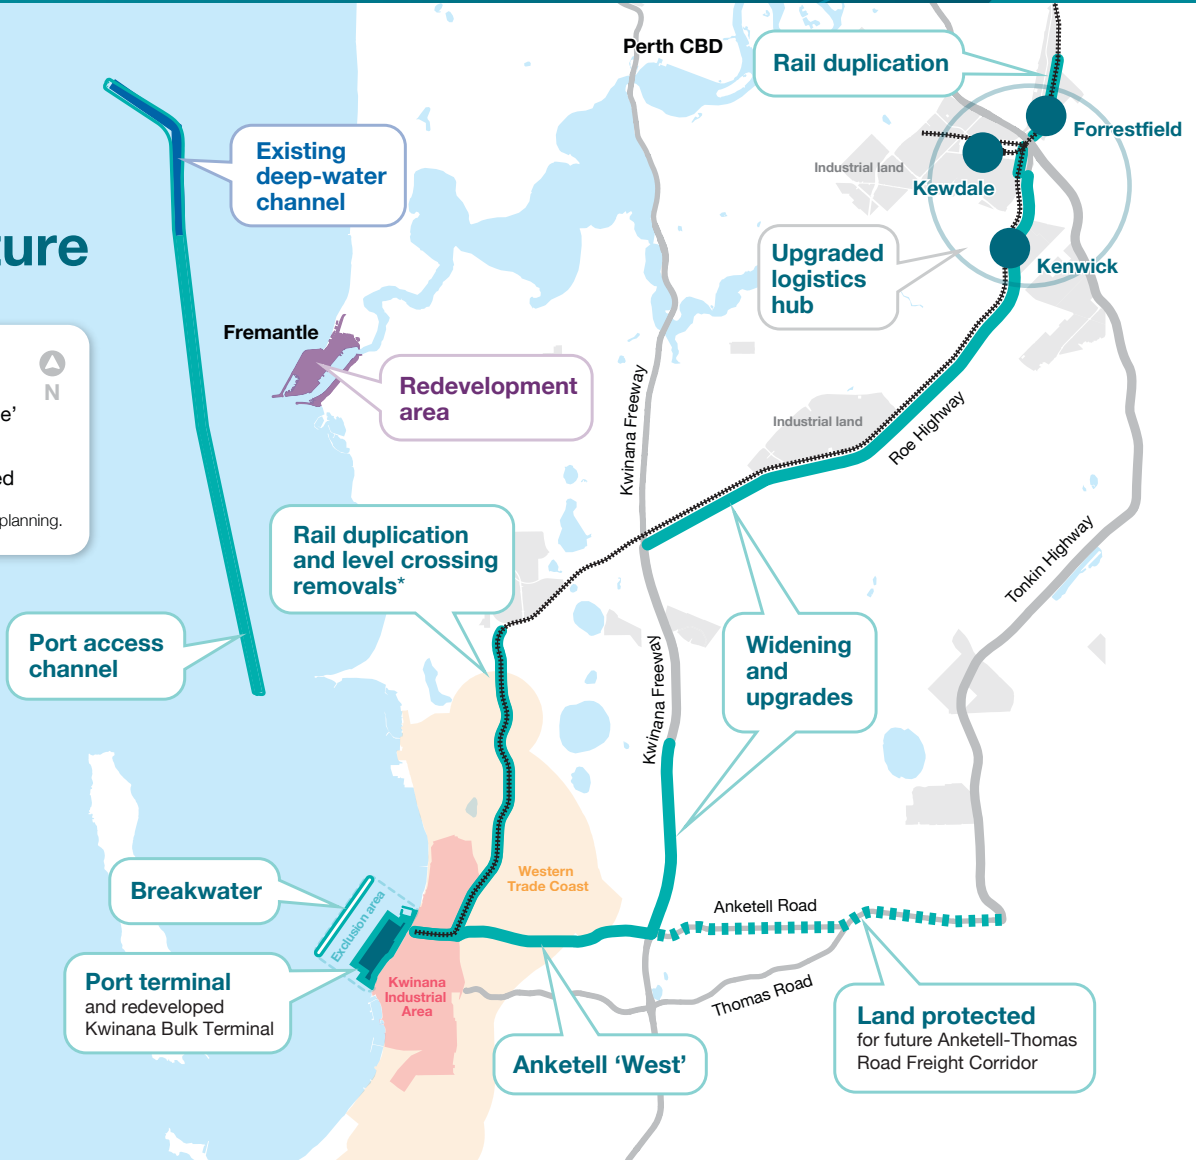 Perth CBD
Rail duplication
Forrestfield
Existing
deep-water
channel
Industrial land
Kewdale
Upgraded
logistics
hub
Kenwick
Fremantle
N
Redevelopment
area
Kwinana Freeway
Industrial land
Roe Highway
planning.
Rail duplication
and level crossing
removals*
Tonkin Highway
Port access
channel
Widening
and
upgrades
Kwinana Freeway
Breakwater
Exclusion area
Western
Trade Coast
Anketell Road
Port terminal
and redeveloped
Kwinana Bulk Terminal
Kwinana
Industrial
Area
Thomas Road
Land protected
for future Anketell-Thomas
Road Freight Corridor
Anketell ‘West’